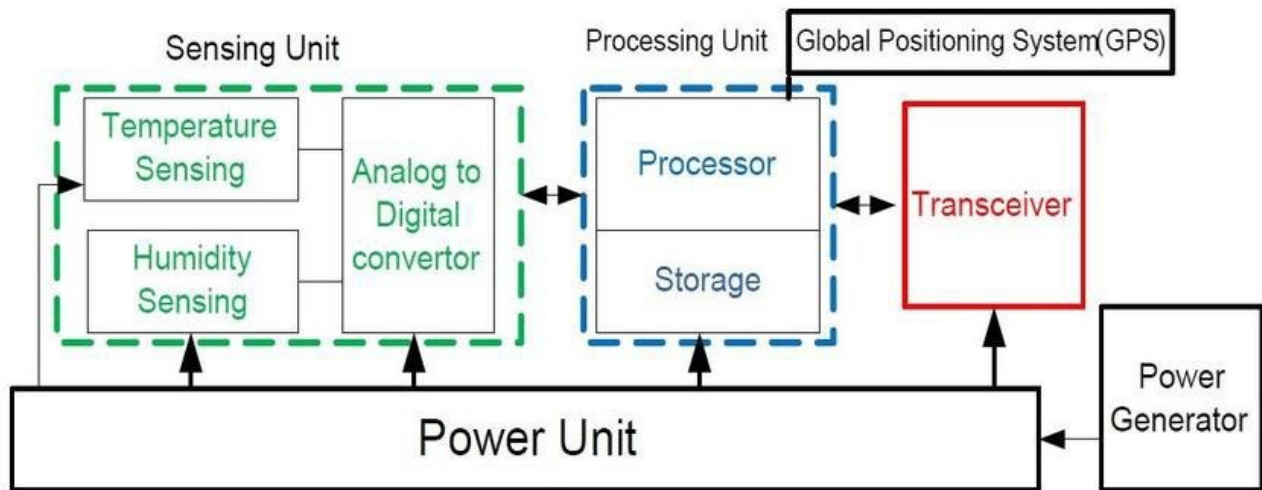 Sensing Unit
Processing Unit
Global Positioning System(GPS)
Temperature
Sensing
Analog to
Digital
convertor
Humidity
Sensing
Processor
Storage
Transceiver
Power
Generator
Power Unit